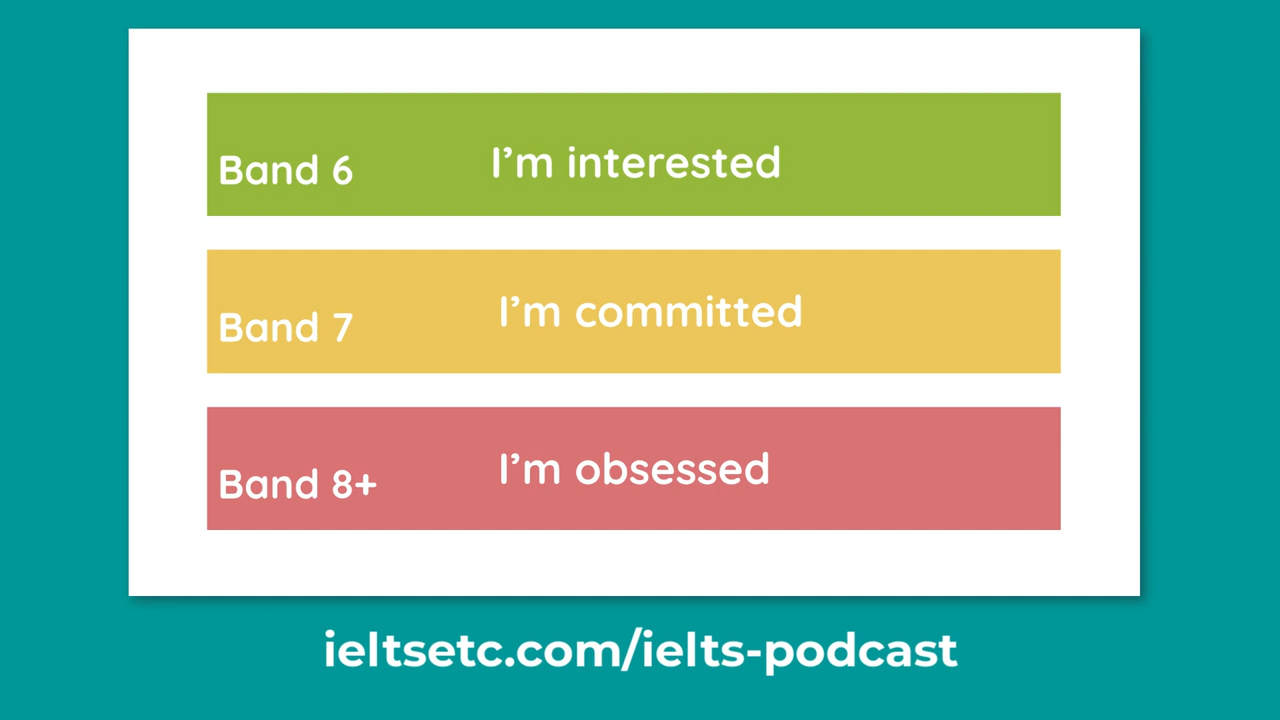 Band 6 I’m interested
Band 7 I’m committed
Band 8+ I’m obsessed
ieltsetc.com/ielts-podcast